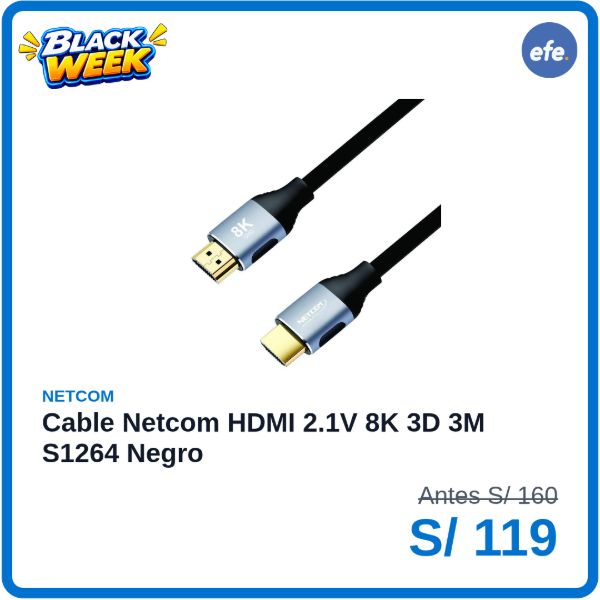 BLACK
WEEK
efe.
8K
NETCOM
NETCOM
Cable Netcom HDMI 2.1V 8K 3D 3M
S1264 Negro
Antes S/ 160
S/ 119